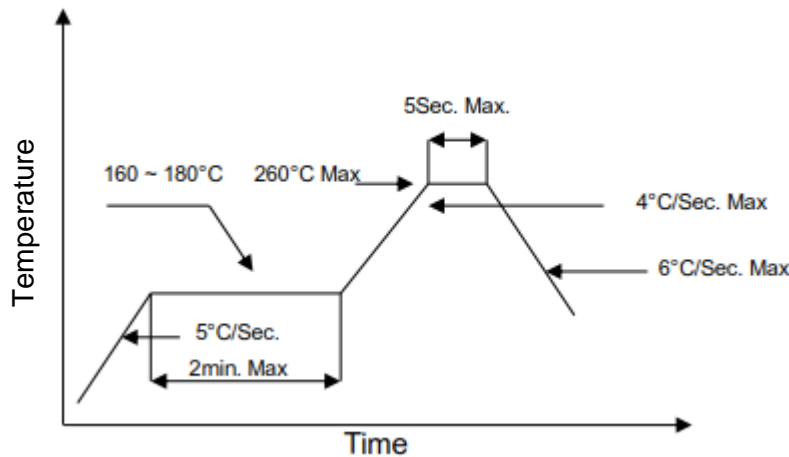 5Sec. Max.
160 ~ 180°C
260°C Max
4°C/Sec. Max
6°C/Sec. Max
5°C/Sec.
2min. Max
Temperature
Time